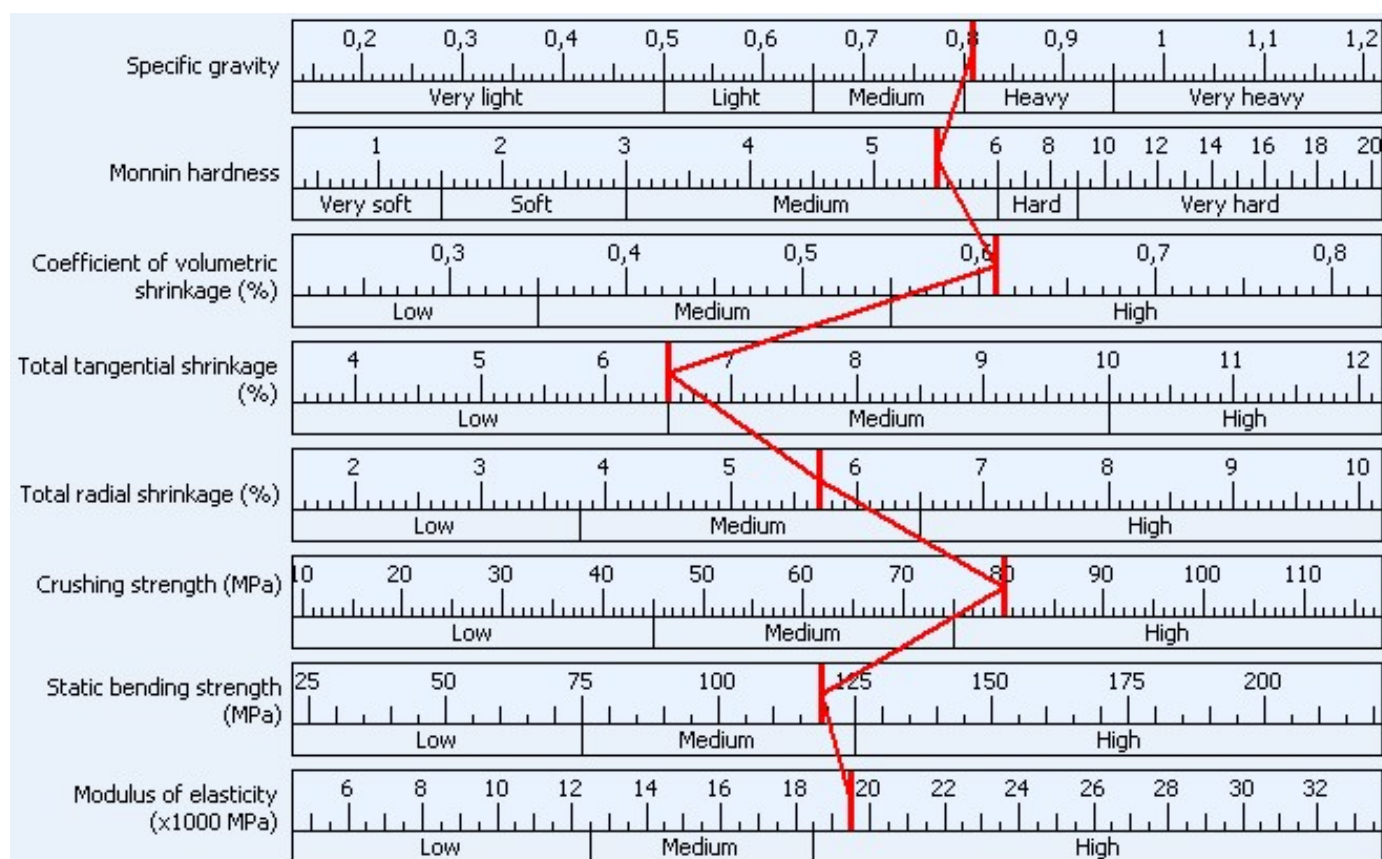 0,2 0,3 0,4 0,5 0,6 0,7 0,8 0,9 1 1,1 1,2
Specific gravity
Very light Light Medium Heavy Very heavy
1 2 3 4 5 6 8 10 12 14 16 18 20
Monnin hardness
Very soft Soft Medium Hard Very hard
0,3 0,4 0,5 0,6 0,7 0,8
Coefficient of volumetric
shrinkage (%)
Low Medium High
4 5 6 7 8 9 10 11 12
Total tangential shrinkage
(%)
Low Medium High
2 3 4 5 6 7 8 9 10
Total radial shrinkage (%)
Low Medium High
10 20 30 40 50 60 70 80 90 100 110
Crushing strength (MPa)
Low Medium High
25 50 75 100 125 150 175 200
Static bending strength
(MPa)
Low Medium High
6 8 10 12 14 16 18 20 22 24 26 28 30 32
Modulus of elasticity
(x1000 MPa)
Low Medium High